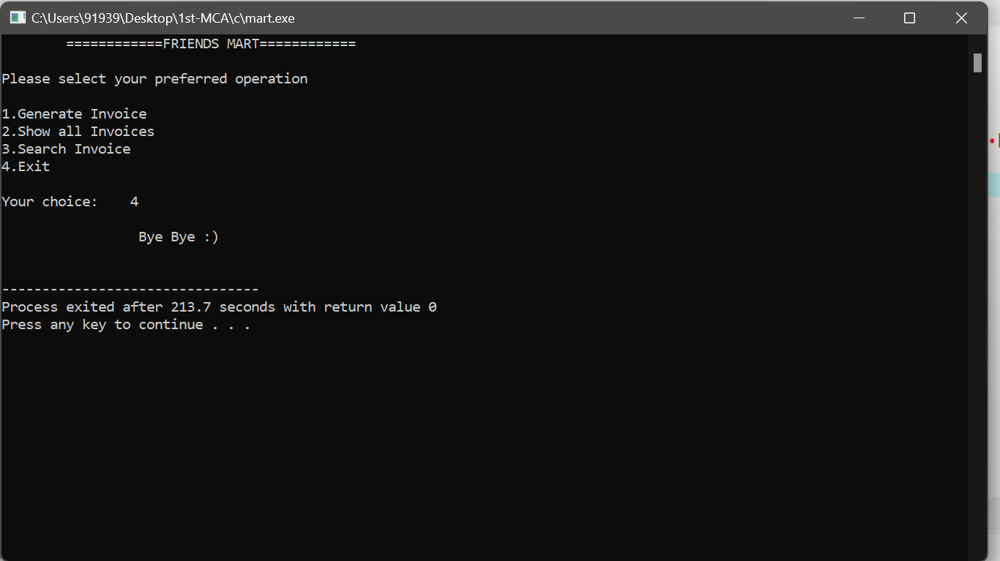 C:\Users\91939\Desktop\1st-MCA\c\mart.exe
============FRIENDS MART============
Please select your preferred operation
1.Generate Invoice
2.Show all Invoices
3.Search Invoice
4.Exit
Your choice:    4
Bye Bye :)
--------------------------------
Process exited after 213.7 seconds with return value 0
Press any key to continue . . .